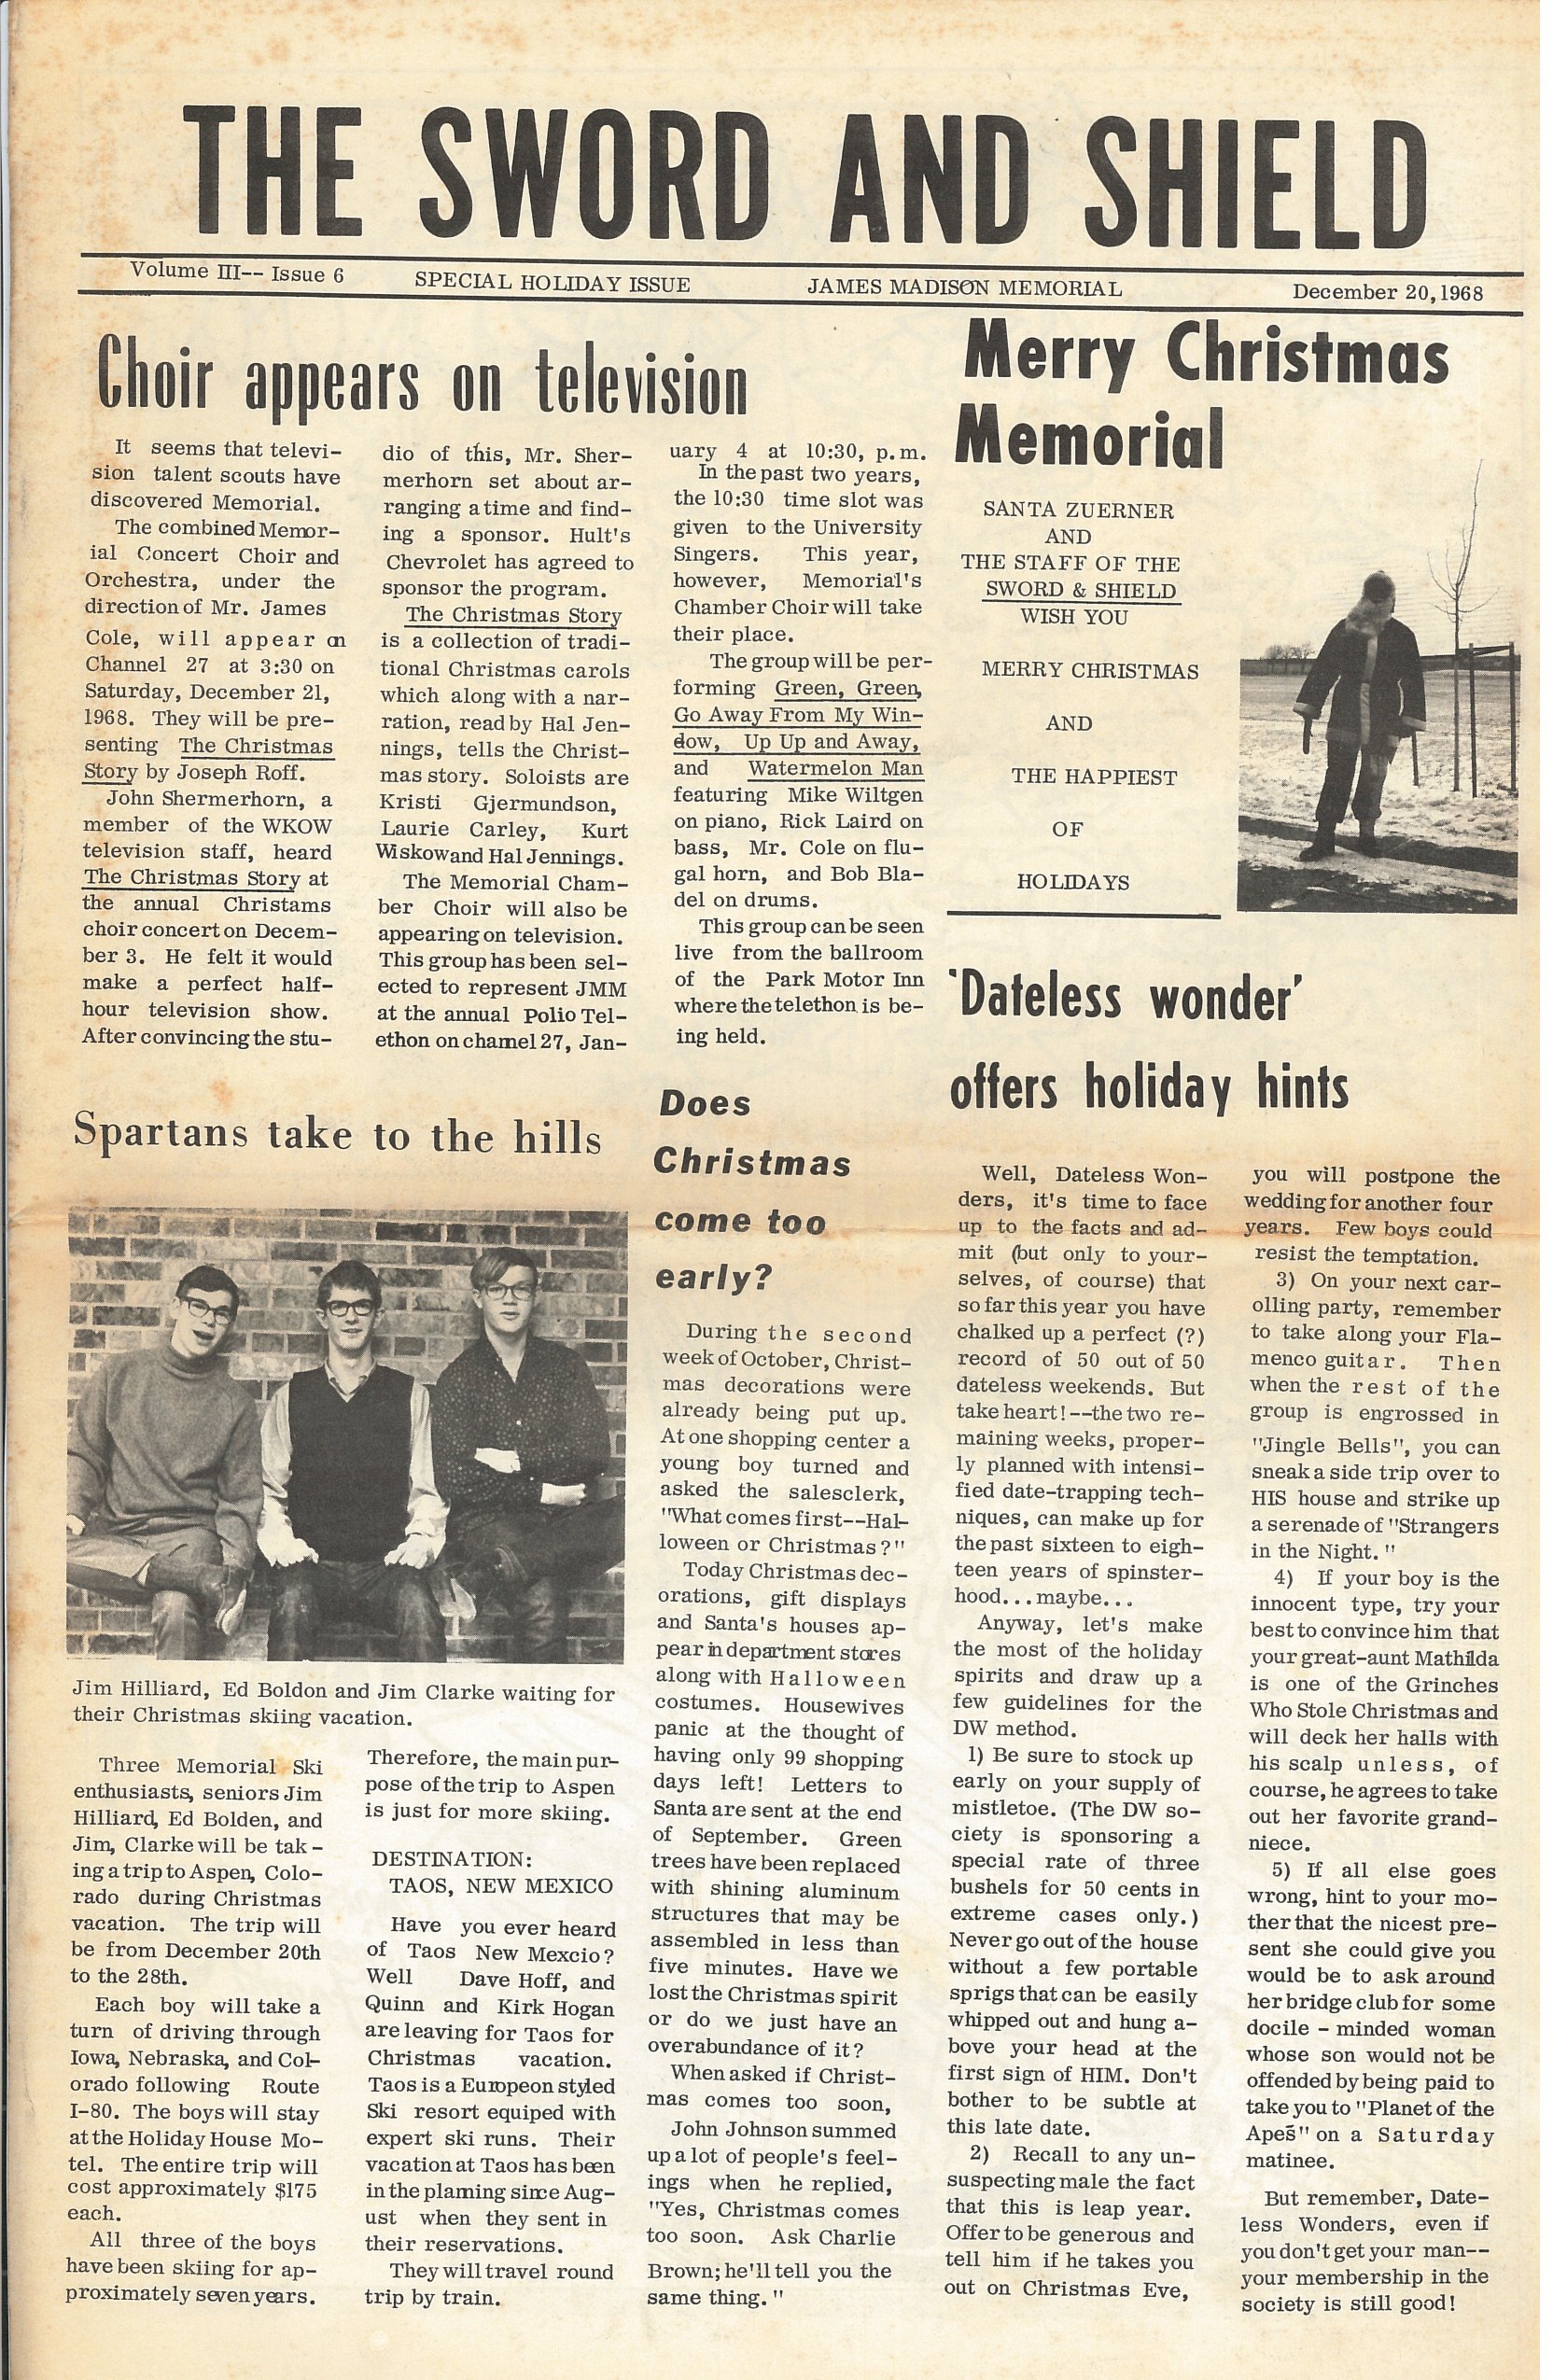 THE SWORD AND SHIELD
Volume III-- Issue 6 SPECIAL HOLIDAY ISSUE JAMES MADISON MEMORIAL December 20,1968
Choir appears on television
It seems that televi-
sion talent scouts have
discovered Memorial.
The combined Memor-
ial Concert Choir and
Orchestra, under the
direction of Mr. James
Cole, will appear on
Channel 27 at 3:30 on
Saturday, December 21,
1968. They will be pre-
senting The Christmas
Story by Joseph Roff.
John Shermerhorn, a
member of the WKOW
television staff, heard
The Christmas Story at
the annual Christams
choir concert on Decem-
ber 3. He felt it would
make a perfect half-
hour television show.
After convincing the stu-
dio of this, Mr. Sher-
merhorn set about ar-
ranging a time and find-
ing a sponsor. Hult's
Chevrolet has agreed to
sponsor the program.
The Christmas Story
is a collection of tradi-
tional Christmas carols
which along with a nar-
ration, read by Hal Jen-
nings, tells the Christ-
mas story. Soloists are
Kristi Gjermundson,
Laurie Carley, Kurt
Wiskow and Hal Jennings.
The Memorial Cham-
ber Choir will also be
appearing on television.
This group has been sel-
ected to represent JMM
at the annual Polio Tel-
ethon on channel 27, Jan-
uary 4 at 10:30, p.m.
In the past two years,
the 10:30 time slot was
given to the University
Singers. This year,
however, Memorial's
Chamber Choir will take
their place.
The group will be per-
forming Green, Green,
Go Away From My Win-
dow, Up Up and Away,
and Watermelon Man
featuring Mike Wiltgen
on piano, Rick Laird on
bass, Mr. Cole on flu-
gal horn, and Bob Bla-
del on drums.
This group can be seen
live from the ballroom
of the Park Motor Inn
where the telethon is be-
ing held.
Merry Christmas
Memorial
SANTA ZUERNER
AND
THE STAFF OF THE
SWORD & SHIELD
WISH YOU
MERRY CHRISTMAS
AND
THE HAPPIEST
OF
HOLIDAYS
Spartans take to the hills
Jim Hilliard, Ed Boldon and Jim Clarke waiting for
their Christmas skiing vacation.
Three Memorial Ski
enthusiasts, seniors Jim
Hilliard, Ed Bolden, and
Jim, Clarke will be tak-
ing a trip to Aspen, Colo-
rado during Christmas
vacation. The trip will
be from December 20th
to the 28th.
Each boy will take a
turn of driving through
Iowa, Nebraska, and Col-
orado following Route
I-80. The boys will stay
at the Holiday House Mo-
tel. The entire trip will
cost approximately $175
each.
All three of the boys
have been skiing for ap-
proximately seven years.
Therefore, the main pur-
pose of the trip to Aspen
is just for more skiing.
DESTINATION:
TAOS, NEW MEXICO
Have you ever heard
of Taos New Mexcio?
Well Dave Hoff, and
Quinn and Kirk Hogan
are leaving for Taos for
Christmas vacation.
Taos is a Europeon styled
Ski resort equiped with
expert ski runs. Their
vacation at Taos has been
in the planning since Aug-
ust when they sent in
their reservations.
They will travel round
trip by train.
Does
Christmas
come too
early?
During the second
week of October, Christ-
mas decorations were
already being put up.
At one shopping center a
young boy turned and
asked the salesclerk,
"What comes first--Hal-
loween or Christmas?"
Today Christmas dec-
orations, gift displays
and Santa's houses ap-
pear in department stores
along with Halloween
costumes. Housewives
panic at the thought of
having only 99 shopping
days left! Letters to
Santa are sent at the end
of September. Green
trees have been replaced
with shining aluminum
structures that may be
assembled in less than
five minutes. Have we
lost the Christmas spirit
or do we just have an
overabundance of it?
When asked if Christ-
mas comes too soon,
John Johnson summed
up a lot of people's feel-
ings when he replied,
"Yes, Christmas comes
too soon. Ask Charlie
Brown; he'll tell you the
same thing."
'Dateless wonder'
offers holiday hints
Well, Dateless Won-
ders, it's time to face
up to the facts and ad-
mit (but only to your-
selves, of course) that
so far this year you have
chalked up a perfect (?)
record of 50 out of 50
dateless weekends. But
take heart!--the two re-
maining weeks, proper-
ly planned with intensi-
fied date-trapping tech-
niques, can make up for
the past sixteen to eigh-
teen years of spinster-
hood...maybe...
Anyway, let's make
the most of the holiday
spirits and draw up a
few guidelines for the
DW method.
1) Be sure to stock up
early on your supply of
mistletoe. (The DW so-
ciety is sponsoring a
special rate of three
bushels for 50 cents in
extreme cases only.)
Never go out of the house
without a few portable
sprigs that can be easily
whipped out and hung a-
bove your head at the
first sign of HIM. Don't
bother to be subtle at
this late date.
2) Recall to any un-
suspecting male the fact
that this is leap year.
Offer to be generous and
tell him if he takes you
out on Christmas Eve,
you will postpone the
wedding for another four
years. Few boys could
resist the temptation.
3) On your next car-
olling party, remember
to take along your Fla-
menco guitar. Then
when the rest of the
group is engrossed in
"Jingle Bells", you can
sneak a side trip over to
HIS house and strike up
a serenade of "Strangers
in the Night."
4) If your boy is the
innocent type, try your
best to convince him that
your great-aunt Mathilda
is one of the Grinches
Who Stole Christmas and
will deck her halls with
his scalp unless, of
course, he agrees to take
out her favorite grand-
niece.
5) If all else goes
wrong, hint to your mo-
ther that the nicest pre-
sent she could give you
would be to ask around
her bridge club for some
docile - minded woman
whose son would not be
offended by being paid to
take you to "Planet of the
Apes" on a Saturday
matinee.
But remember, Date-
less Wonders, even if
you don't get your man--
your membership in the
society is still good!